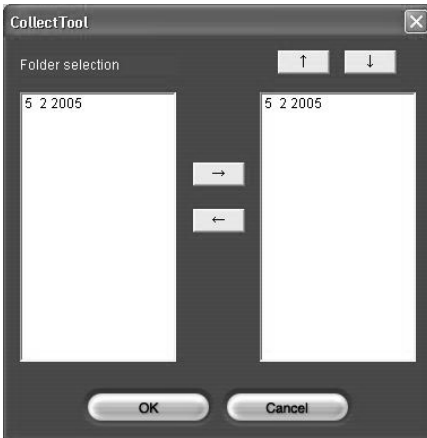 CollectTool
Folder selection
↑ ↓
5 2 2005
5 2 2005
→
←
OK Cancel